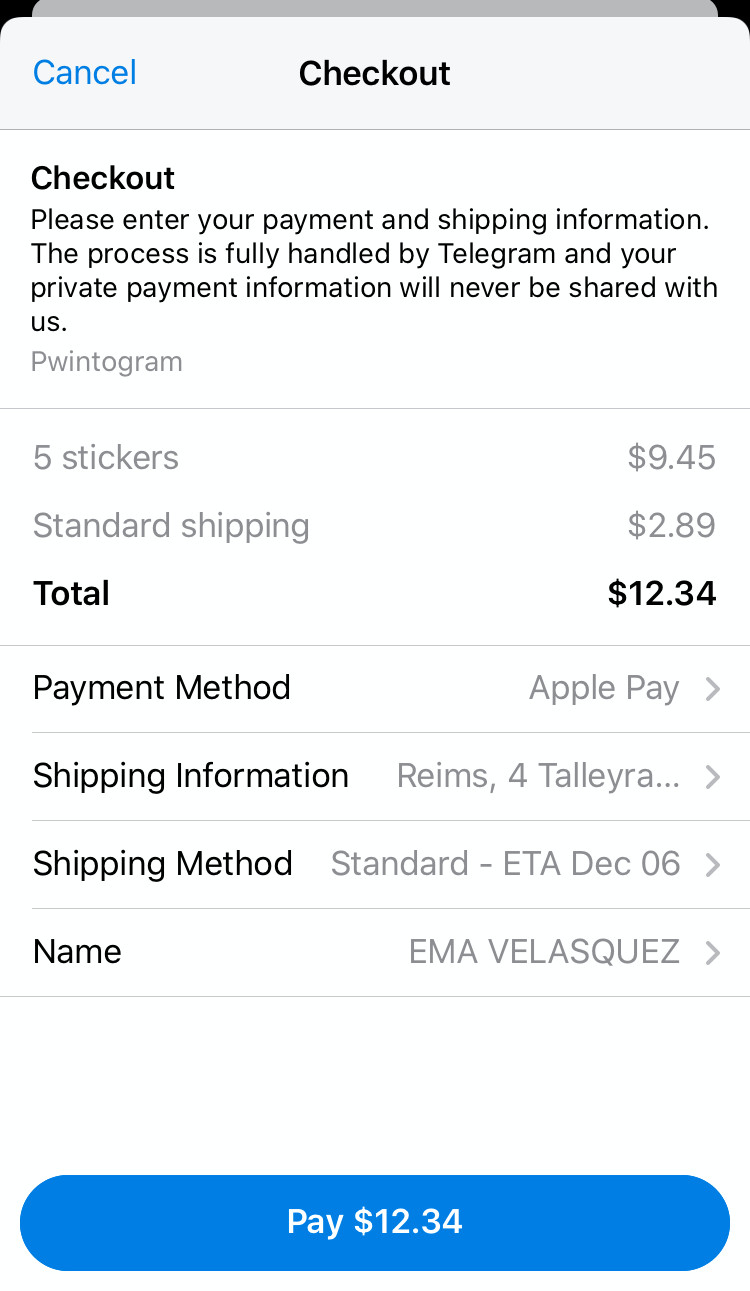 Cancel Checkout
Checkout
Please enter your payment and shipping information.
The process is fully handled by Telegram and your
private payment information will never be shared with
us.
Pwintogram
5 stickers $9.45
Standard shipping $2.89
Total $12.34
Payment Method Apple Pay
Shipping Information Reims, 4 Talleyra...
Shipping Method Standard - ETA Dec 06
Name EMA VELASQUEZ
Pay $12.34